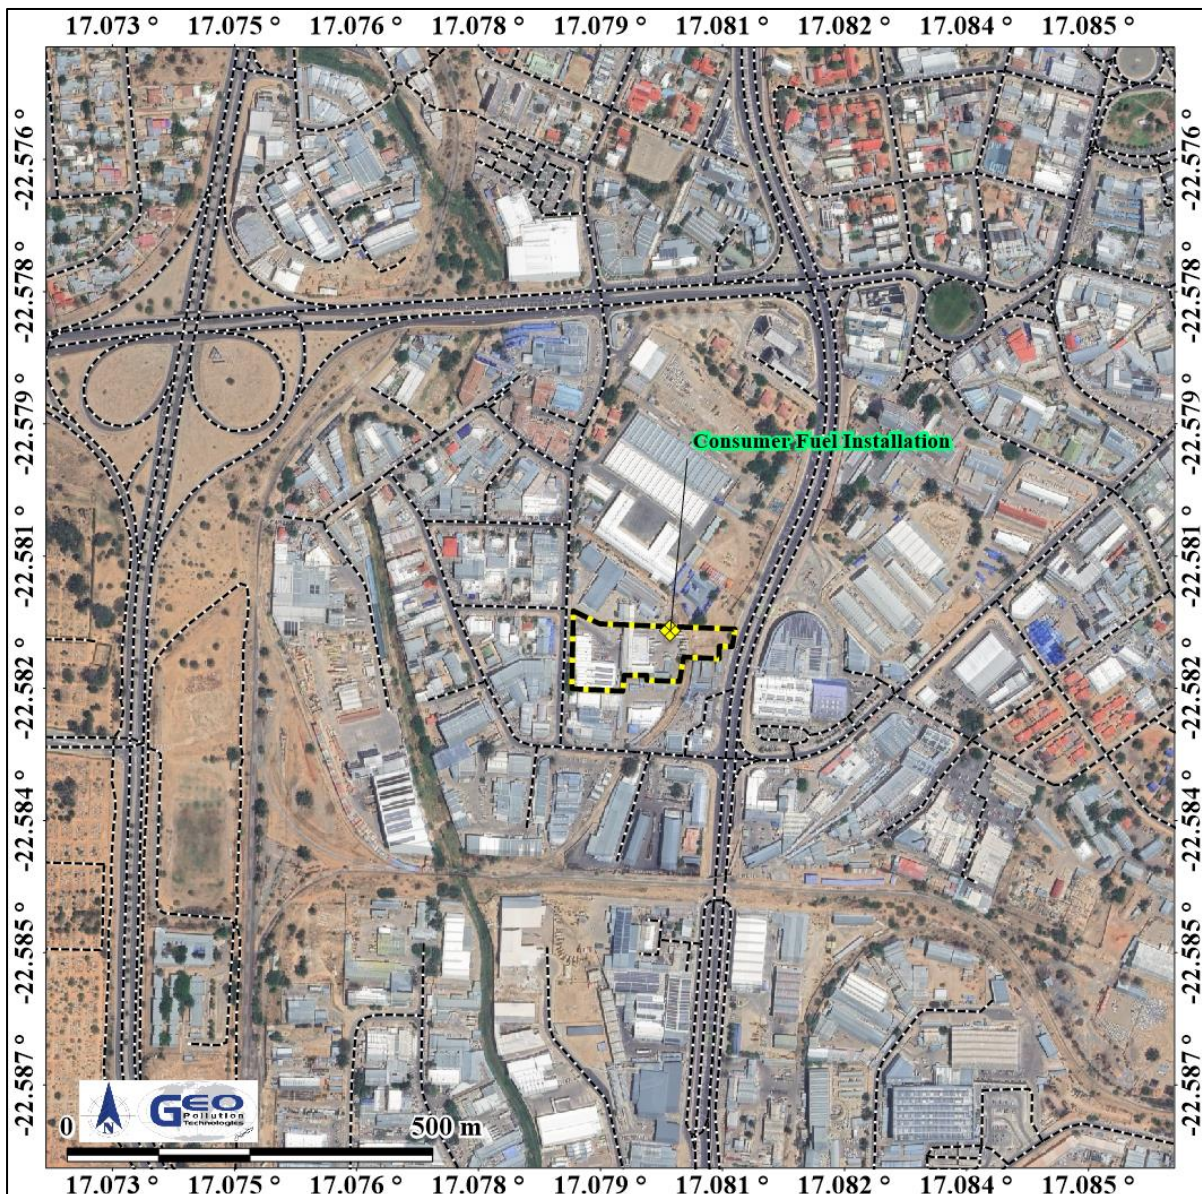 17.073 ° 17.075 ° 17.076 ° 17.078 ° 17.079 ° 17.081 ° 17.082 ° 17.084 ° 17.085 °
-22.576 ° -22.576 °
-22.578 ° -22.578 °
-22.579 ° -22.579 °
Consumer Fuel Installation
-22.581 ° -22.581 °
-22.582 ° -22.582 °
-22.584 ° -22.584 °
-22.585 ° -22.585 °
-22.587 ° -22.587 °
N
GEO
Pollution
Technologies
0 500 m
17.073 ° 17.075 ° 17.076 ° 17.078 ° 17.079 ° 17.081 ° 17.082 ° 17.084 ° 17.085 °